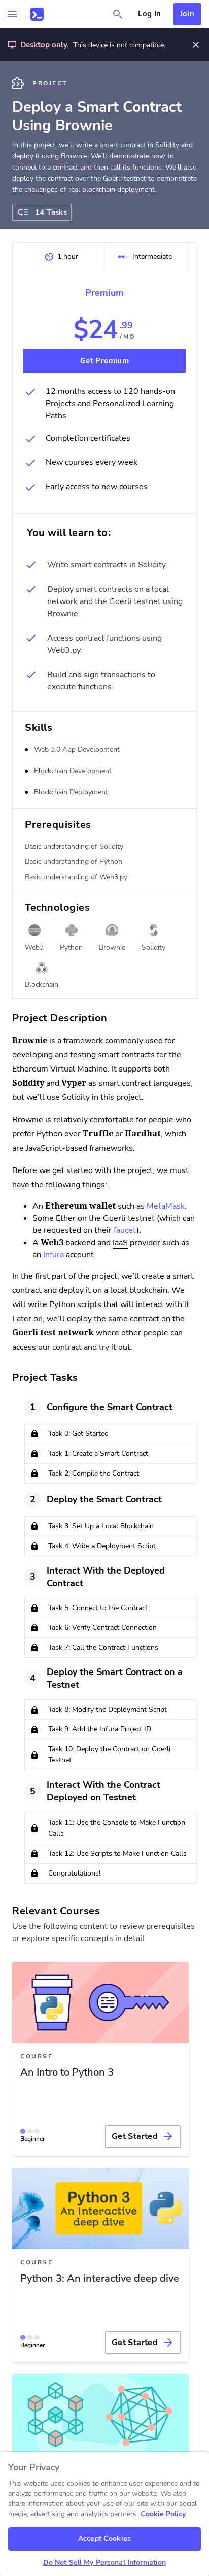 Log In
Join
Desktop only. This device is not compatible.
PROJECT
Deploy a Smart Contract
Using Brownie
In this project, we'll write a smart contract in Solidity and
deploy it using Brownie. We'll demonstrate how to
connect to a contract and then call its functions. We'll also
deploy the contract over the Goerli testnet to demonstrate
the challenges of real blockchain deployment.
14 Tasks
1 hour
Intermediate
Premium
$24.99
/MO
Get Premium
12 months access to 120 hands-on
Projects and Personalized Learning
Paths
Completion certificates
New courses every week
Early access to new courses
You will learn to:
Write smart contracts in Solidity.
Deploy smart contracts on a local
network and the Goerli testnet using
Brownie.
Access contract functions using
Web3.py.
Build and sign transactions to
execute functions.
Skills
Web 3.0 App Development
Blockchain Development
Blockchain Deployment
Prerequisites
Basic understanding of Solidity
Basic understanding of Python
Basic understanding of Web3.py
Technologies
Web3
Python
Brownie
Solidity
Blockchain
Project Description
Brownie is a framework commonly used for
developing and testing smart contracts for the
Ethereum Virtual Machine. It supports both
Solidity and Vyper as smart contract languages,
but we'll use Solidity in this project.
Brownie is relatively comfortable for people who
prefer Python over Truffle or Hardhat, which
are JavaScript-based frameworks.
Before we get started with the project, we must
have the following things:
An Ethereum wallet such as MetaMask.
Some Ether on the Goerli testnet (which can
be requested on their faucet).
A Web3 backend and IaaS provider such as
an Infura account.
In the first part of the project, we'll create a smart
contract and deploy it on a local blockchain. We
will write Python scripts that will interact with it.
Later on, we'll deploy the same contract on the
Goerli test network where other people can
access our contract and try it out.
Project Tasks
1 Configure the Smart Contract
Task 0: Get Started
Task 1: Create a Smart Contract
Task 2: Compile the Contract
2 Deploy the Smart Contract
Task 3: Set Up a Local Blockchain
Task 4: Write a Deployment Script
3 Interact With the Deployed
Contract
Task 5: Connect to the Contract
Task 6: Verify Contract Connection
Task 7: Call the Contract Functions
4 Deploy the Smart Contract on a
Testnet
Task 8: Modify the Deployment Script
Task 9: Add the Infura Project ID
Task 10: Deploy the Contract on Goerli
Testnet
5 Interact With the Contract
Deployed on Testnet
Task 11: Use the Console to Make Function
Calls
Task 12: Use Scripts to Make Function Calls
Congratulations!
Relevant Courses
Use the following content to review prerequisites
or explore specific concepts in detail.
COURSE
An Intro to Python 3
Beginner
Get Started
Python 3
An Interactive
deep dive
COURSE
Python 3: An interactive deep dive
Beginner
Get Started
Your Privacy
This website uses cookies to enhance user experience and to
analyze performance and traffic on our website. We also
share information about your use of our site with our social
media, advertising and analytics partners. Cookie Policy
Accept Cookies
Do Not Sell My Personal Information